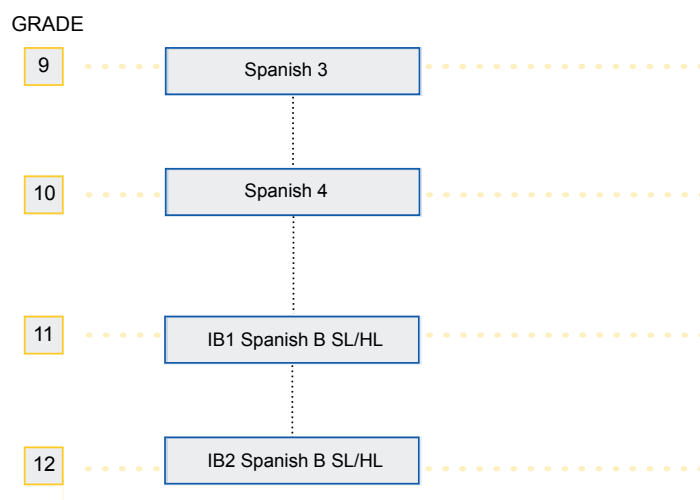 GRADE
9 Spanish 3
10 Spanish 4
11 IB1 Spanish B SL/HL
12 IB2 Spanish B SL/HL